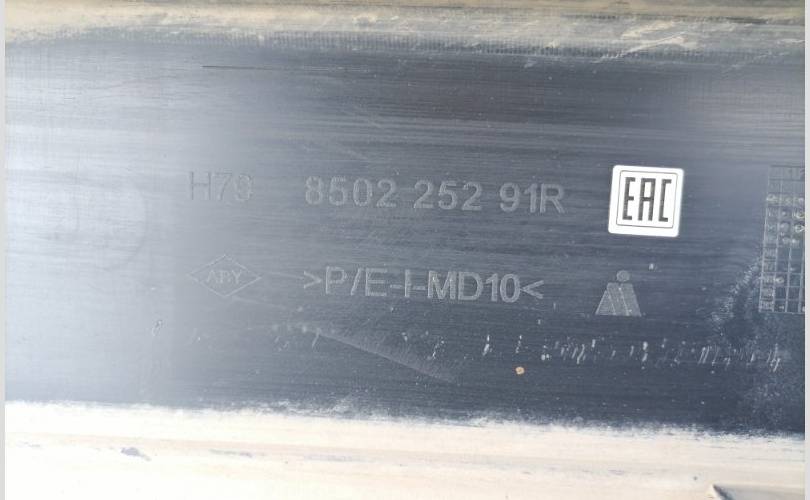 H79 8502 252 91R
EAC
>P/E-I-MD10<